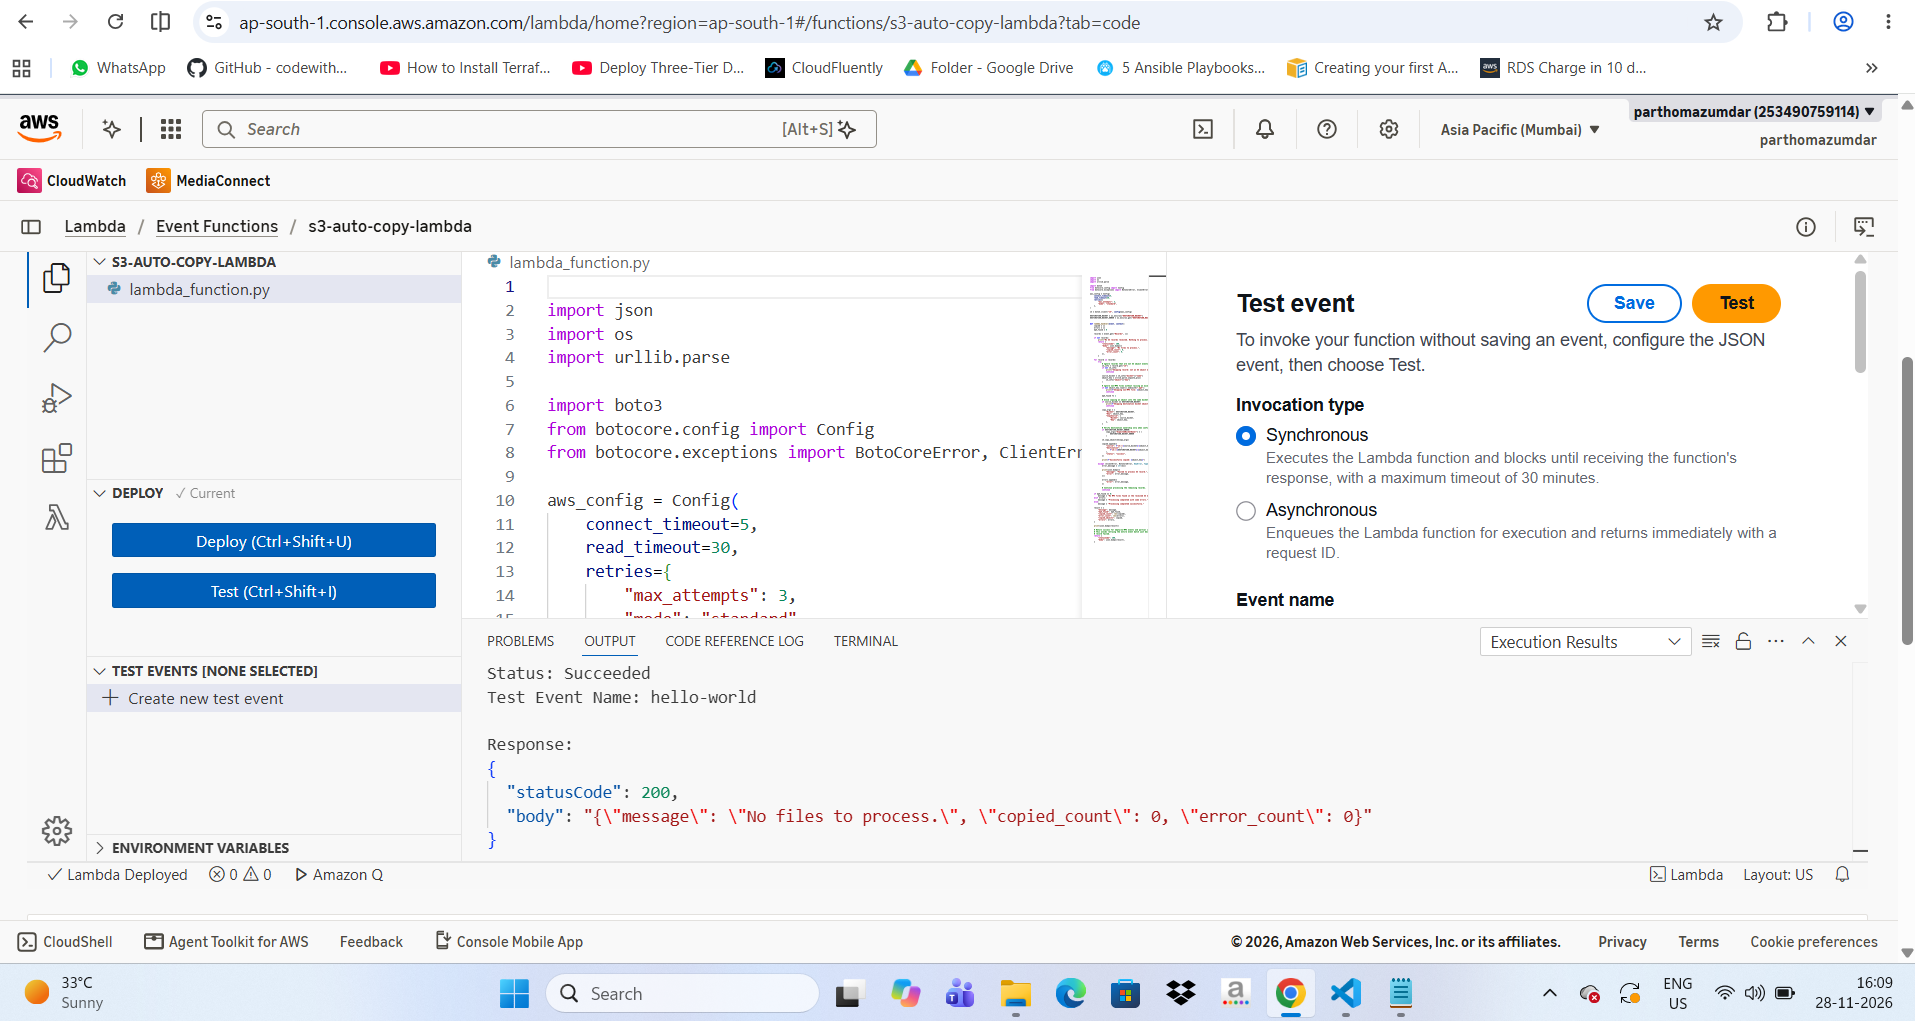 ap-south-1.console.aws.amazon.com/lambda/home?region=ap-south-1#/functions/s3-auto-copy-lambda?tab=code
WhatsApp
GitHub - codewith...
How to Install Terraf...
Deploy Three-Tier D...
CloudFluently
Folder - Google Drive
5 Ansible Playbooks...
Creating your first A...
RDS Charge in 10 d...
aws
Search
[Alt+S]
Asia Pacific (Mumbai)
parthomazumdar (253490759114)
parthomazumdar
CloudWatch
MediaConnect
Lambda / Event Functions / s3-auto-copy-lambda
S3-AUTO-COPY-LAMBDA
lambda_function.py
DEPLOY
Current
Deploy (Ctrl+Shift+U)
Test (Ctrl+Shift+I)
TEST EVENTS [NONE SELECTED]
Create new test event
ENVIRONMENT VARIABLES
lambda_function.py
1
2 import json
3 import os
4 import urllib.parse
5
6 import boto3
7 from botocore.config import Config
8 from botocore.exceptions import BotoCoreError, ClientErr
9
10 aws_config = Config(
11 connect_timeout=5,
12 read_timeout=30,
13 retries={
14 "max_attempts": 3,
15 "mode": "standard"
Test event
Save
Test
To invoke your function without saving an event, configure the JSON
event, then choose Test.
Invocation type
Synchronous
Executes the Lambda function and blocks until receiving the function's
response, with a maximum timeout of 30 minutes.
Asynchronous
Enqueues the Lambda function for execution and returns immediately with a
request ID.
Event name
PROBLEMS
OUTPUT
CODE REFERENCE LOG
TERMINAL
Execution Results
Status: Succeeded
Test Event Name: hello-world
Response:
{
"statusCode": 200,
"body": "{\"message\": \"No files to process.\", \"copied_count\": 0, \"error_count\": 0}"
}
Lambda Deployed
0
0
Amazon Q
Lambda
Layout: US
CloudShell
Agent Toolkit for AWS
Feedback
Console Mobile App
© 2026, Amazon Web Services, Inc. or its affiliates.
Privacy
Terms
Cookie preferences
33°C
Sunny
Search
ENG
US
16:09
28-11-2026